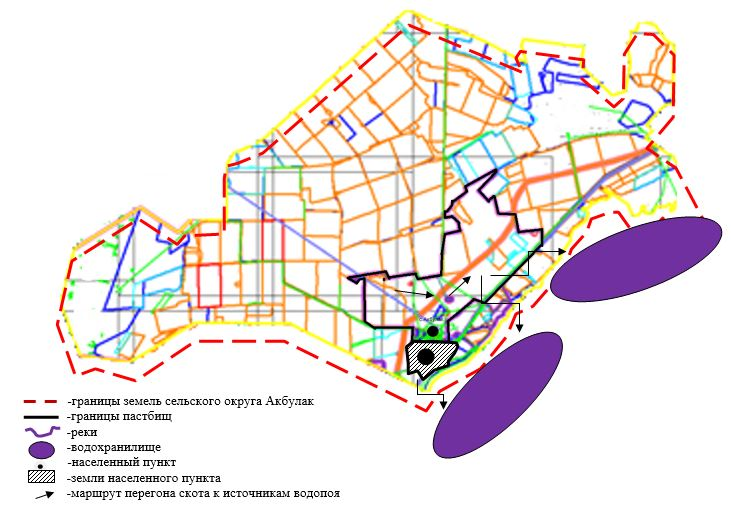 -границы земель сельского округа Акбулак
-границы пастбищ
-реки
-водохранилище
-населенный пункт
-земли населенного пункта
-маршрут перегона скота к источникам водопоя